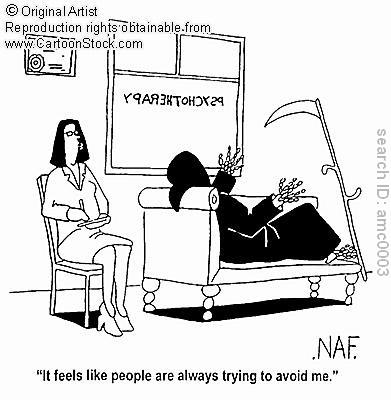 © Original Artist
Reproduction rights obtainable from
www.CartoonStock.com
PSYCHOTHERAPY
search ID: amc0003
NAF.
"It feels like people are always trying to avoid me."